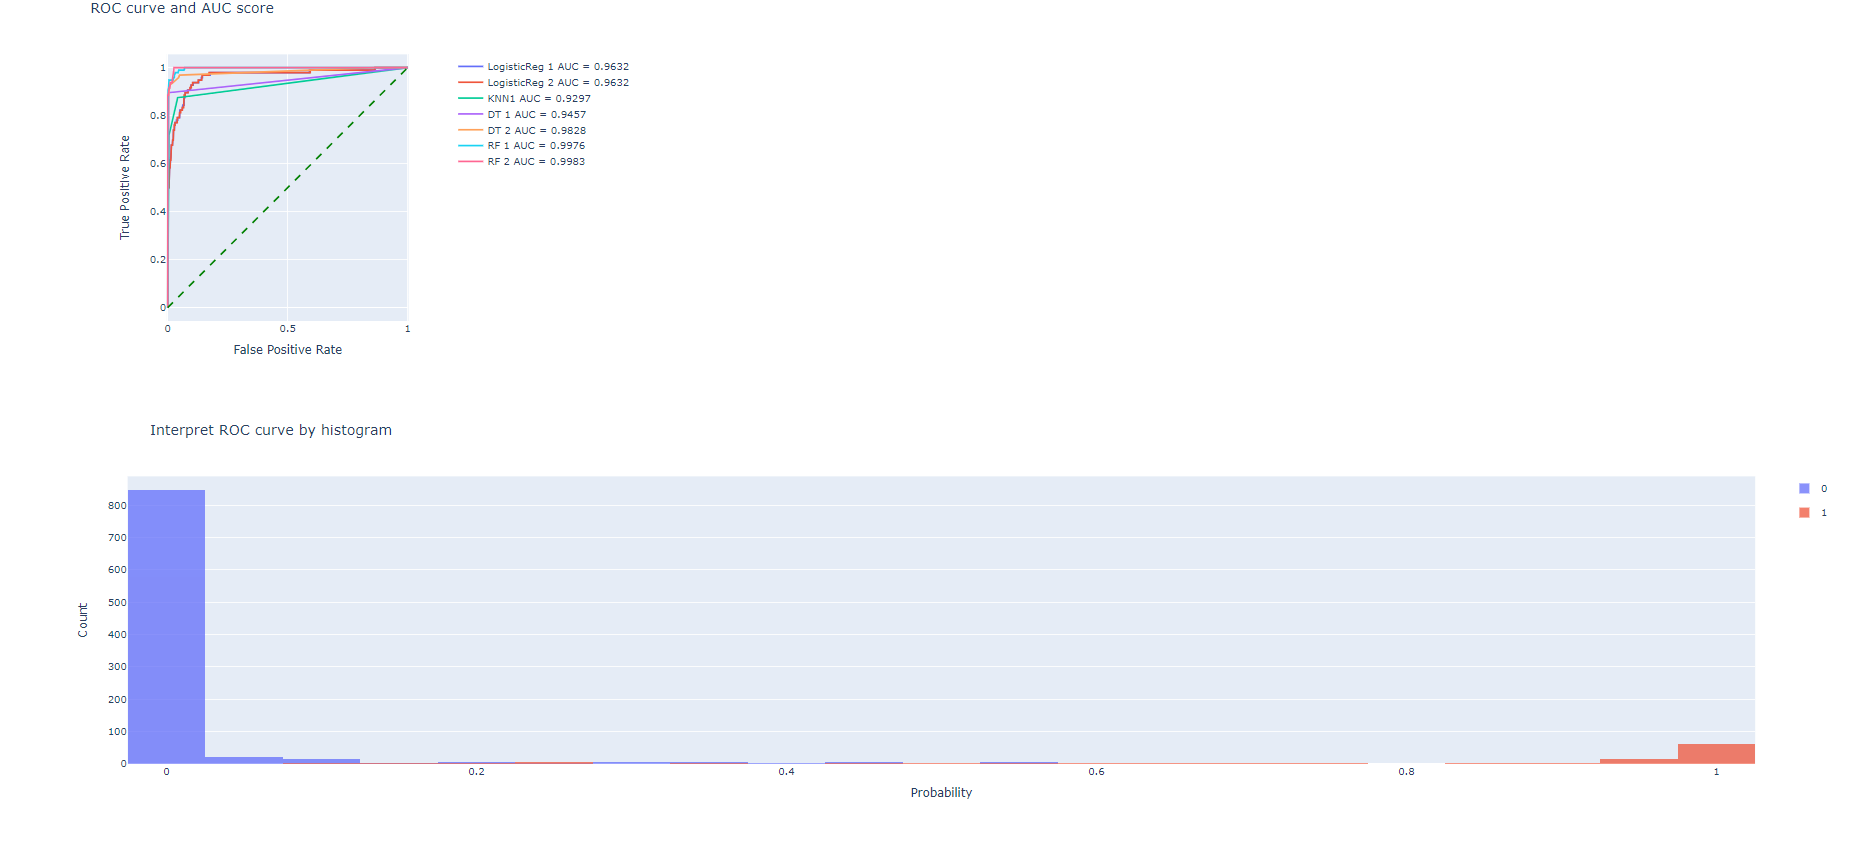 ROC curve and AUC score
1
0.8
0.6
0.4
0.2
0
True Positive Rate
0 0.5 1
False Positive Rate
LogisticReg 1 AUC = 0.9632
LogisticReg 2 AUC = 0.9632
KNN1 AUC = 0.9297
DT 1 AUC = 0.9457
DT 2 AUC = 0.9828
RF 1 AUC = 0.9976
RF 2 AUC = 0.9983
Interpret ROC curve by histogram
800
700
600
500
400
300
200
100
0
Count
0 0.2 0.4 0.6 0.8 1
Probability
0
1